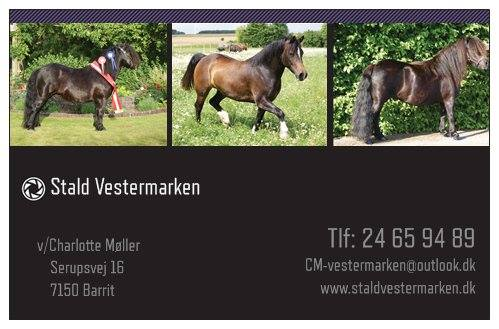 Stald Vestermarken
v/Charlotte Møller
Serupsvej 16
7150 Barrit
Tlf: 24 65 94 89
CM-vestermarken@outlook.dk
www.staldvestermarken.dk